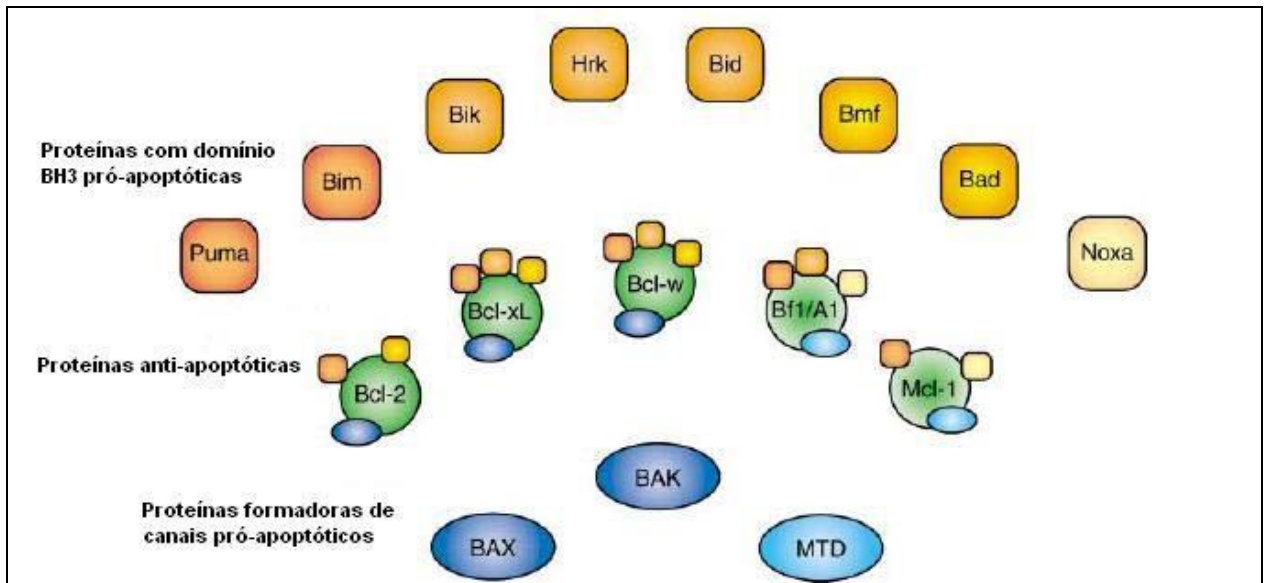 Hrk
Bid
Bik
Bmf
Proteínas com domínio
BH3 pró-apoptóticas
Bim
Bad
Puma
Noxa
Bcl-xL
Bcl-w
Bf1/A1
Proteínas anti-apoptóticas
Bcl-2
Mcl-1
BAK
Proteínas formadoras de
canais pró-apoptóticos
BAX
MTD